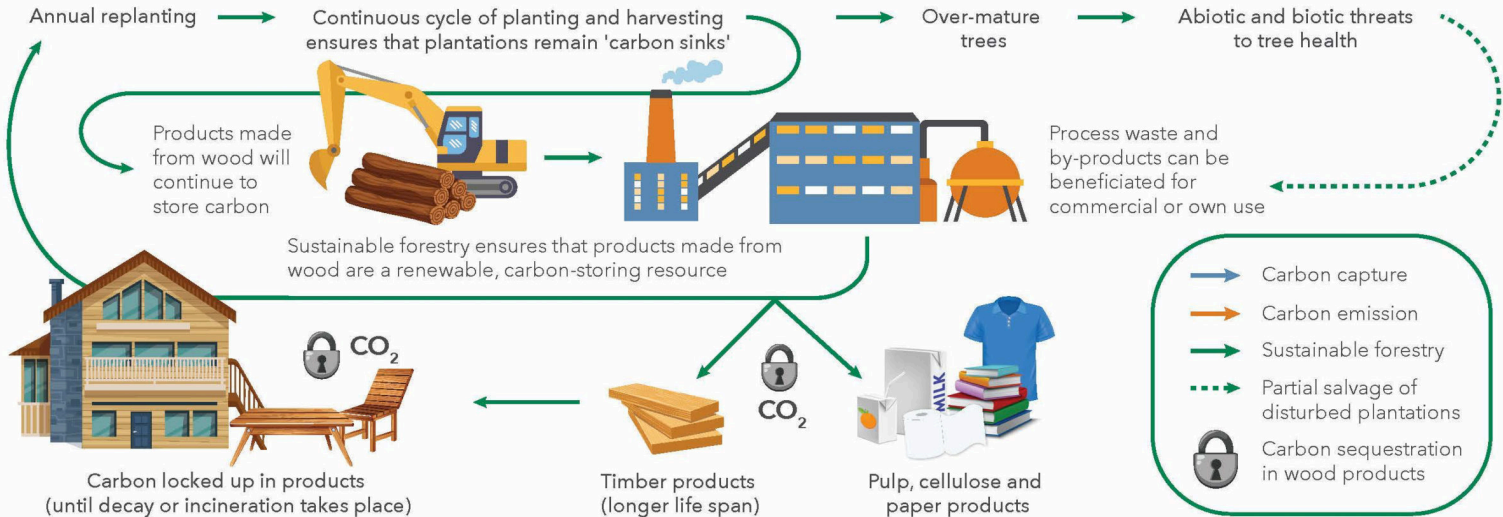 Annual replanting
Continuous cycle of planting and harvesting
ensures that plantations remain 'carbon sinks'
Over-mature
trees
Abiotic and biotic threats
to tree health
Products made
from wood will
continue to
store carbon
Process waste and
by-products can be
beneficiated for
commercial or own use
Sustainable forestry ensures that products made from
wood are a renewable, carbon-storing resource
CO₂
CO₂
MILK
Carbon locked up in products
(until decay or incineration takes place)
Timber products
(longer life span)
Pulp, cellulose and
paper products
Carbon capture
Carbon emission
Sustainable forestry
Partial salvage of
disturbed plantations
Carbon sequestration
in wood products